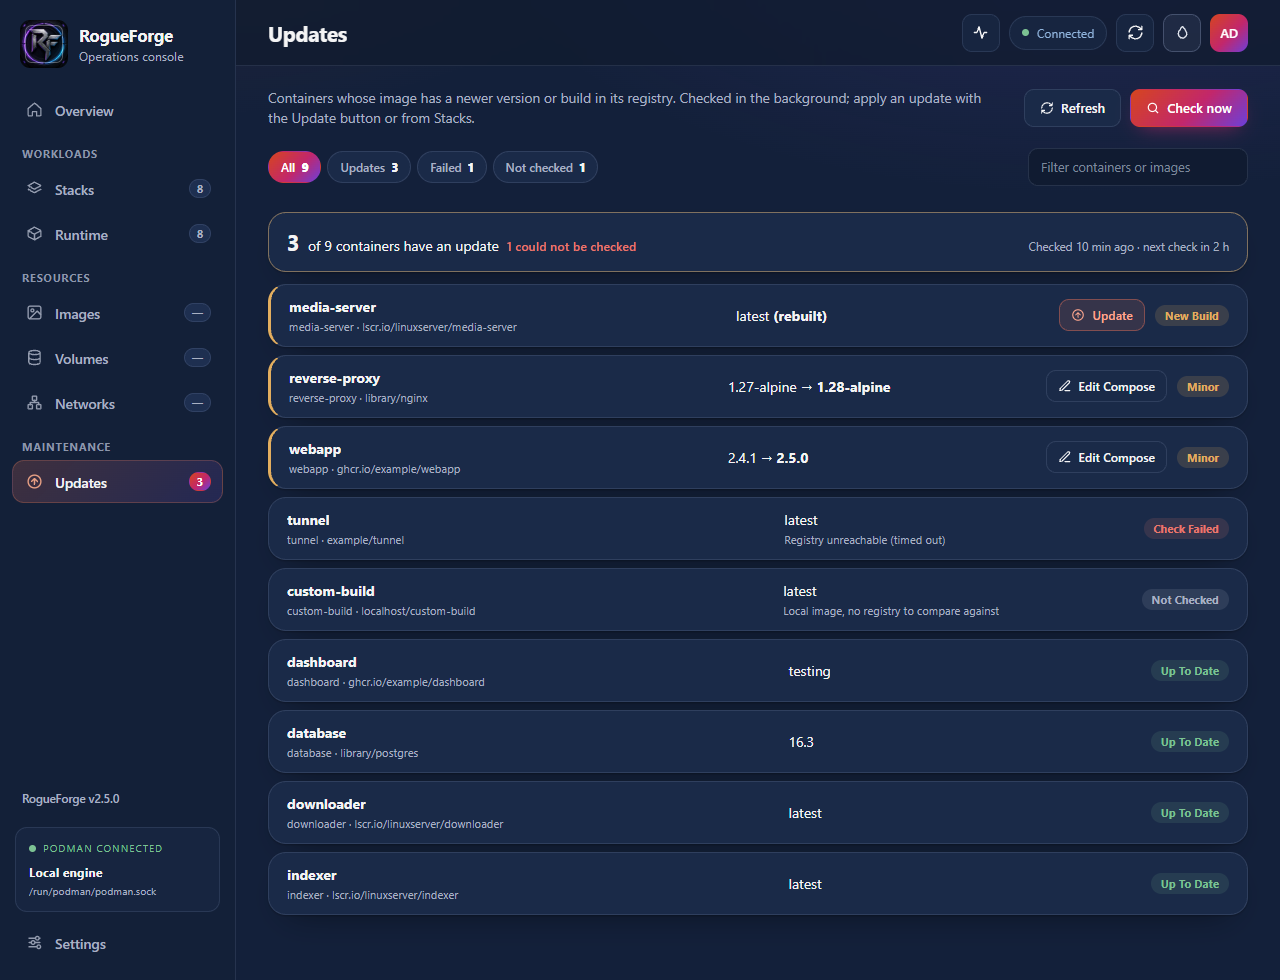 RogueForge
Operations console
Overview
WORKLOADS
Stacks 8
Runtime 8
RESOURCES
Images —
Volumes —
Networks —
MAINTENANCE
Updates 3
RogueForge v2.5.0
PODMAN CONNECTED
Local engine
/run/podman/podman.sock
Settings
Updates
Connected
AD
Containers whose image has a newer version or build in its registry. Checked in the background; apply an update with
the Update button or from Stacks.
Refresh
Check now
All 9
Updates 3
Failed 1
Not checked 1
Filter containers or images
3 of 9 containers have an update 1 could not be checked
Checked 10 min ago · next check in 2 h
media-server
media-server · lscr.io/linuxserver/media-server
latest (rebuilt)
Update
New Build
reverse-proxy
reverse-proxy · library/nginx
1.27-alpine → 1.28-alpine
Edit Compose
Minor
webapp
webapp · ghcr.io/example/webapp
2.4.1 → 2.5.0
Edit Compose
Minor
tunnel
tunnel · example/tunnel
latest
Registry unreachable (timed out)
Check Failed
custom-build
custom-build · localhost/custom-build
latest
Local image, no registry to compare against
Not Checked
dashboard
dashboard · ghcr.io/example/dashboard
testing
Up To Date
database
database · library/postgres
16.3
Up To Date
downloader
downloader · lscr.io/linuxserver/downloader
latest
Up To Date
indexer
indexer · lscr.io/linuxserver/indexer
latest
Up To Date